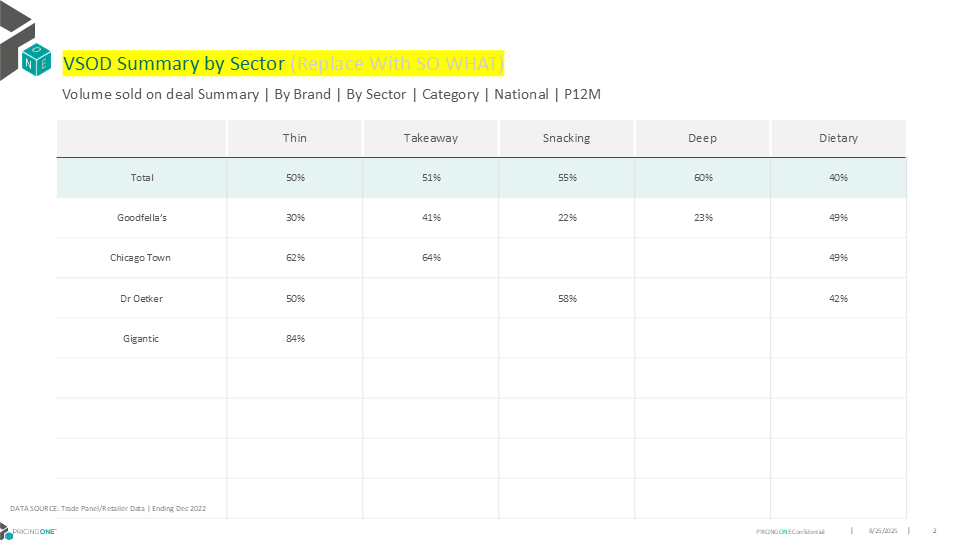 O
N E
VSOD Summary by Sector (Replace With SO WHAT)
Volume sold on deal Summary | By Brand | By Sector | Category | National | P12M
Thin Takeaway Snacking Deep Dietary
Total 50% 51% 55% 60% 40%
Goodfella's 30% 41% 22% 23% 49%
Chicago Town 62% 64% 49%
Dr Oetker 50% 58% 42%
Gigantic 84%
DATA SOURCE: Trade Panel/Retailer Data | Ending Dec 2022
PRICINGONE™ PRICINGONE Confidential | 8/25/2025 | 2